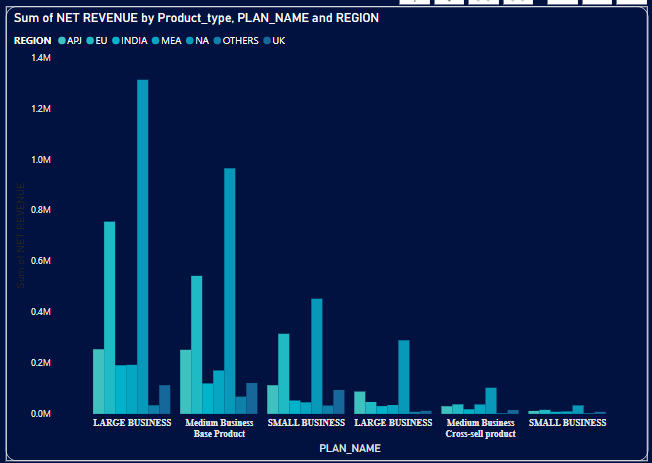 Sum of NET REVENUE by Product_type, PLAN_NAME and REGION
REGION APJ EU INDIA MEA NA OTHERS UK
1.4M
1.2M
1.0M
0.8M
0.6M
0.4M
0.2M
0.0M
Sum of NET REVENUE
LARGE BUSINESS Medium Business SMALL BUSINESS LARGE BUSINESS Medium Business SMALL BUSINESS
Base Product Cross-sell product
PLAN_NAME